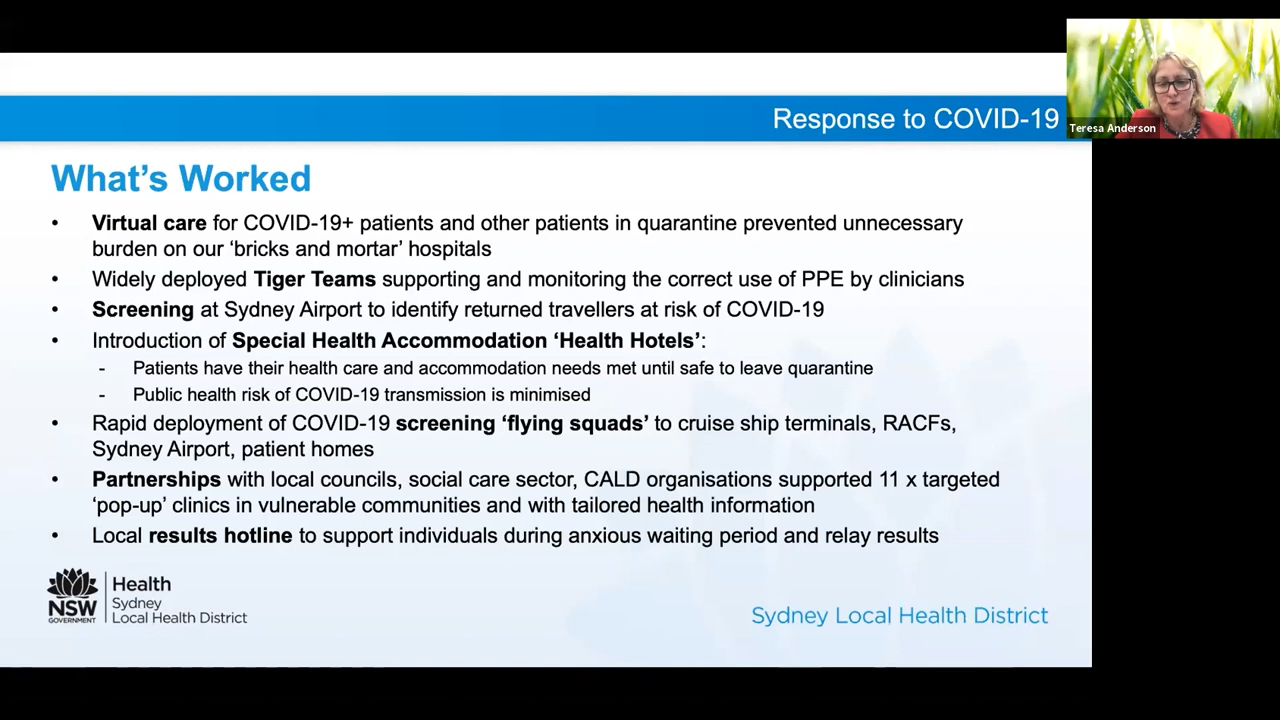 Response to COVID-19
Teresa Anderson
What's Worked
• Virtual care for COVID-19+ patients and other patients in quarantine prevented unnecessary
burden on our ‘bricks and mortar’ hospitals
• Widely deployed Tiger Teams supporting and monitoring the correct use of PPE by clinicians
• Screening at Sydney Airport to identify returned travellers at risk of COVID-19
• Introduction of Special Health Accommodation ‘Health Hotels’:
- Patients have their health care and accommodation needs met until safe to leave quarantine
- Public health risk of COVID-19 transmission is minimised
• Rapid deployment of COVID-19 screening ‘flying squads’ to cruise ship terminals, RACFs,
Sydney Airport, patient homes
• Partnerships with local councils, social care sector, CALD organisations supported 11 x targeted
‘pop-up’ clinics in vulnerable communities and with tailored health information
• Local results hotline to support individuals during anxious waiting period and relay results
NSW
GOVERNMENT
Health
Sydney
Local Health District
Sydney Local Health District